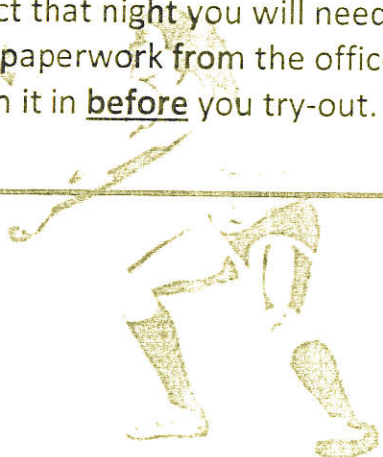 ct that night you will need
paperwork from the offic
n it in before you try-out.